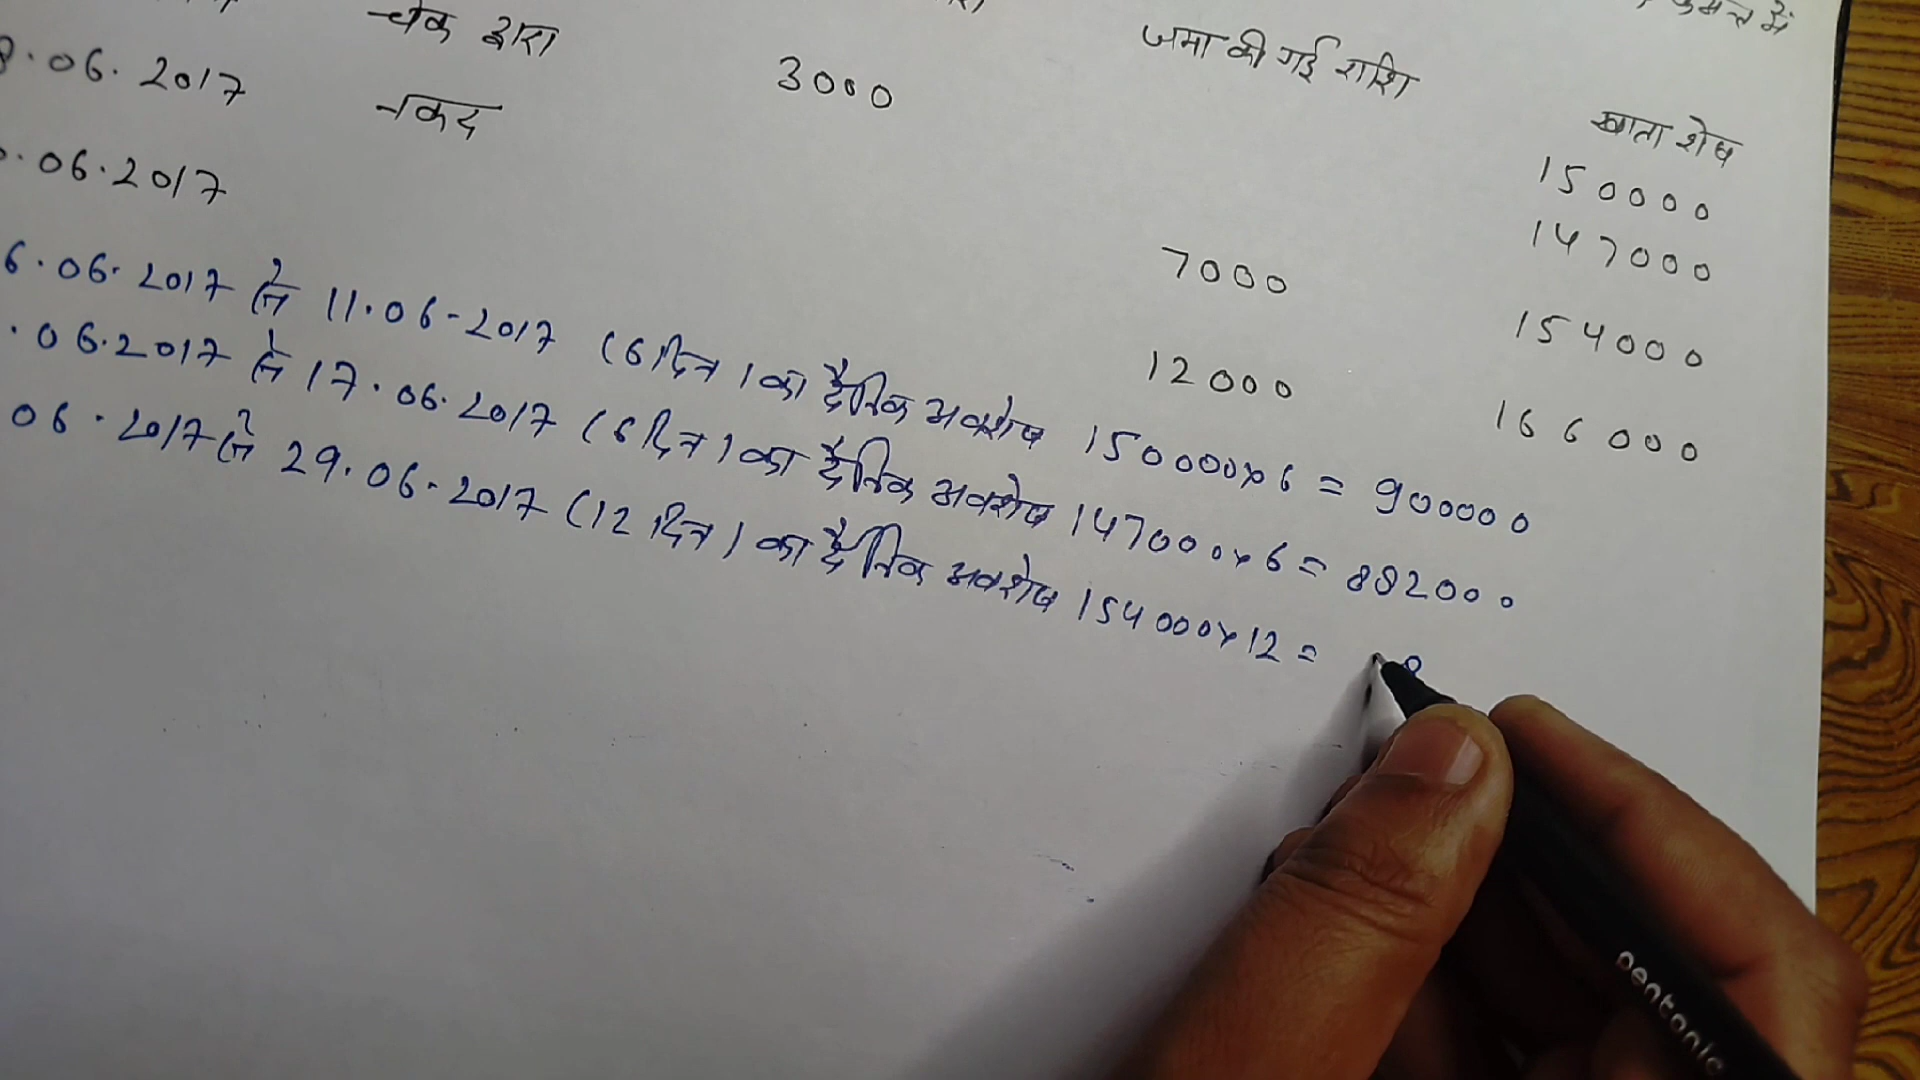 चेक द्वारा जमा की गई राशि खाता शेष
150000
.06.2017 नकद 3000 147000
.06.2017 7000 154000
12000 166000
6.06.2017 से 11.06-2017 (6 दिन) का दैनिक अवशेष 150000×6 = 900000
.06.2017 से 17.06.2017 (6 दिन) का दैनिक अवशेष 147000×6 = 882000
06.2017 से 29.06.2017 (12 दिन) का दैनिक अवशेष 154000×12 = 8
pentonic